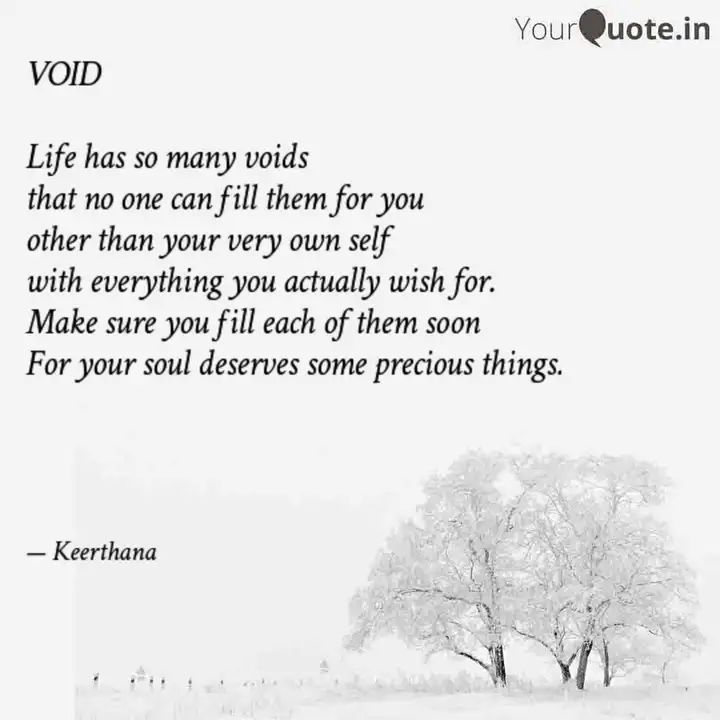 YourQuote.in
VOID
Life has so many voids
that no one can fill them for you
other than your very own self
with everything you actually wish for.
Make sure you fill each of them soon
For your soul deserves some precious things.
— Keerthana